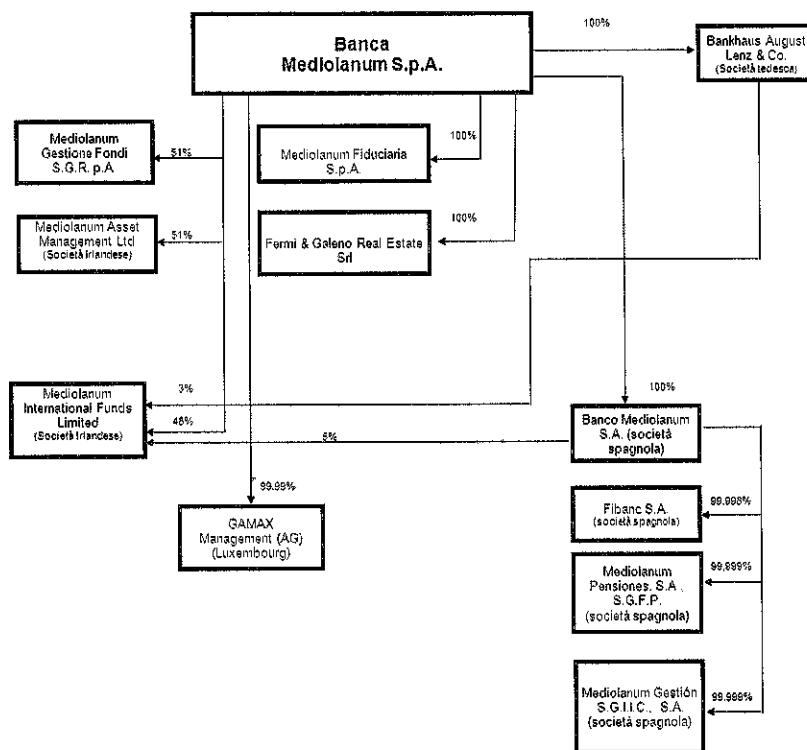 Banca
Mediolanum S.p.A.
100%
Bankhaus August
Lenz & Co.
(Società tedesca)
Mediolanum
Gestione Fondi
S.G.R. p.A
51%
Mediolanum Fiduciaria
S.p.A.
100%
Mediolanum Asset
Management Ltd
(Società Irlandese)
51%
Fermi & Galeno Real Estate
Srl
100%
Mediolanum
International Funds
Limited
(Società Irlandese)
3%
48%
5%
100%
Banco Mediolanum
S.A. (società
spagnola)
99.99%
GAMAX
Management (AG)
(Luxembourg)
Fibanc S.A.
(società spagnola)
99.998%
Mediolanum
Pensiones. S.A.,
S.G.F.P.
(società spagnola)
99,999%
Mediolanum Gestión
S.G.I.I.C., S.A.
(società spagnola)
99.999%